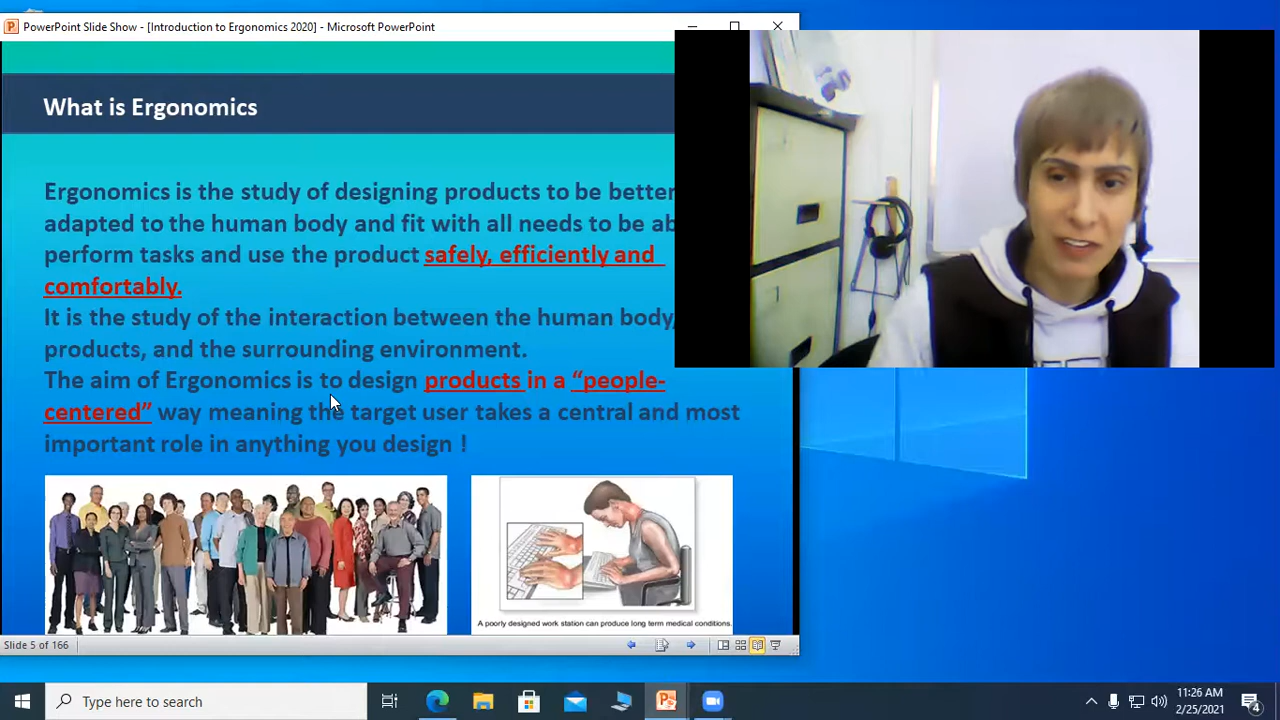 PowerPoint Slide Show - [Introduction to Ergonomics 2020] - Microsoft PowerPoint
What is Ergonomics
Ergonomics is the study of designing products to be better
adapted to the human body and fit with all needs to be
perform tasks and use the product safely, efficiently and
comfortably.
It is the study of the interaction between the human body,
products, and the surrounding environment.
The aim of Ergonomics is to design products in a “people-
centered” way meaning the target user takes a central and most
important role in anything you design !
A poorly designed work station can produce long term medical conditions.
Slide 5 of 166
Type here to search
11:26 AM
2/25/2021
4